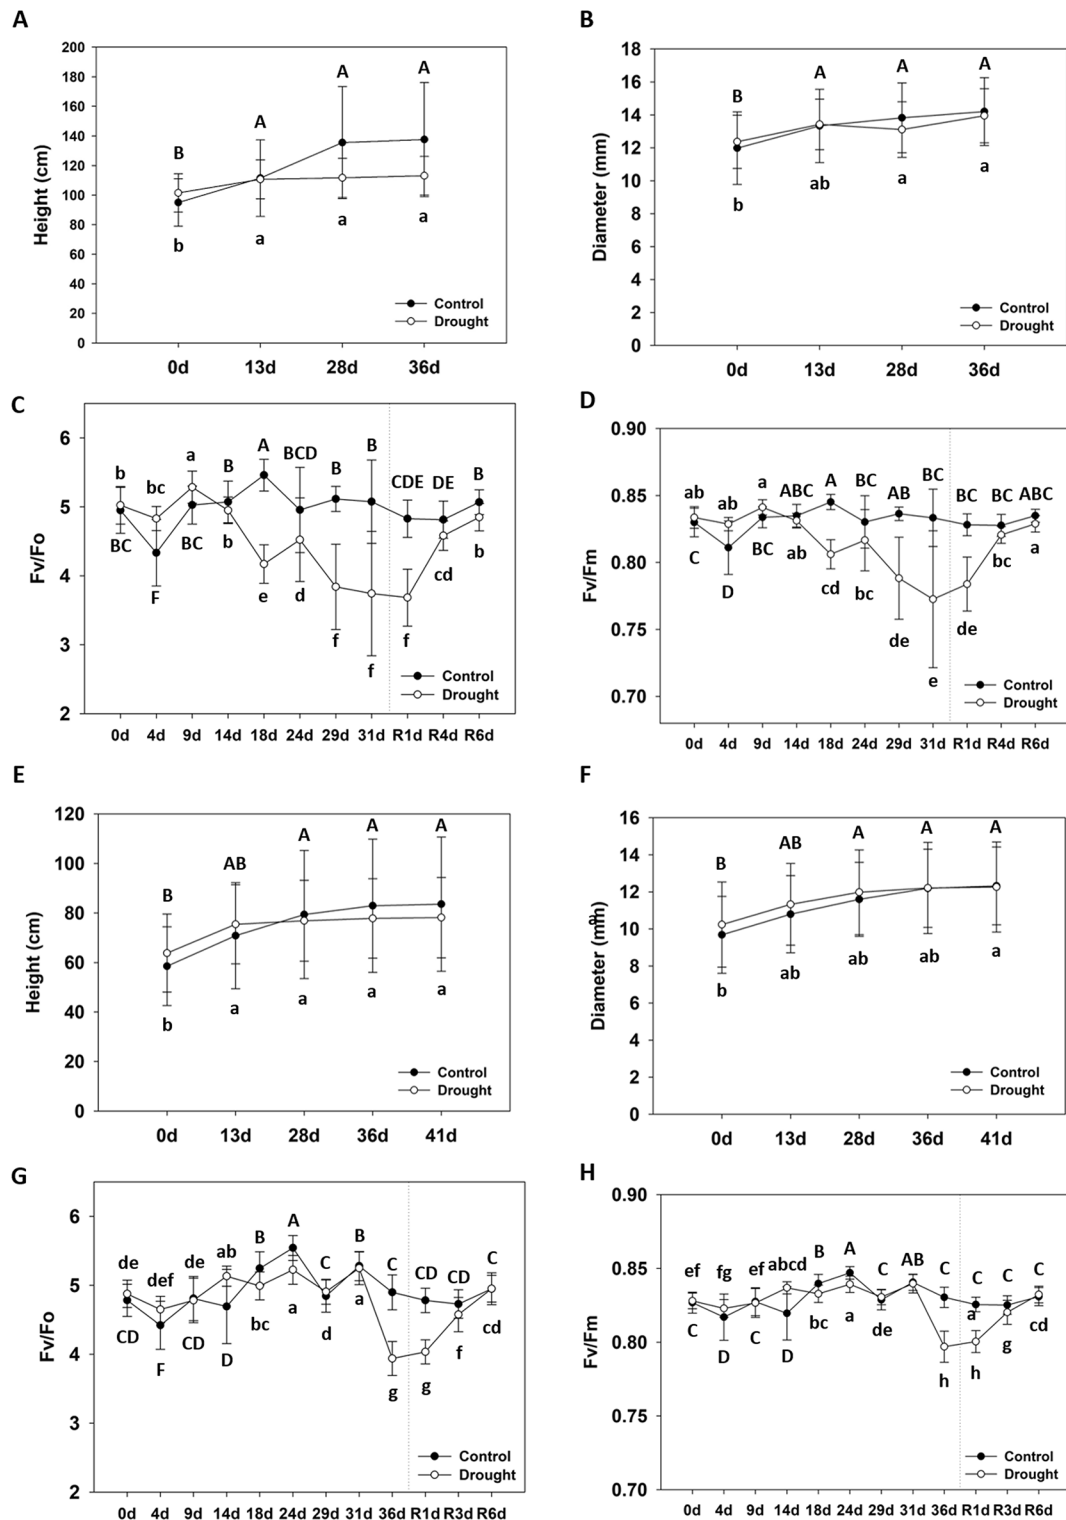 A
200
180
160
140
120
100
80
60
40
20
0
Height (cm)
B
A
A
A
b
a
a
a
Control
Drought
0d 13d 28d 36d
B
18
16
14
12
10
8
6
4
2
0
Diameter (mm)
B
A
A
A
b
ab
a
a
Control
Drought
0d 13d 28d 36d
C
6
5
4
3
2
Fv/Fo
b bc a B A BCD B B CDE DE B
BC F BC b e d f f f cd b
Control
Drought
0d 4d 9d 14d 18d 24d 29d 31d R1d R4d R6d
D
0.90
0.85
0.80
0.75
0.70
Fv/Fm
ab ab a ABC A BC AB BC BC BC ABC
C D BC ab cd bc de e de bc a
Control
Drought
0d 4d 9d 14d 18d 24d 29d 31d R1d R4d R6d
E
120
100
80
60
40
20
0
Height (cm)
B AB A A A
b a a a a
Control
Drought
0d 13d 28d 36d 41d
F
16
14
12
10
8
6
4
2
0
Diameter (mm)
a
B AB A A A
b ab ab ab a
Control
Drought
0d 13d 28d 36d 41d
G
6
5
4
3
2
Fv/Fo
de def de ab B A C B C CD CD C
CD F CD D bc a d a g g f cd
Control
Drought
0d 4d 9d 14d 18d 24d 29d 31d 36d R1d R3d R6d
H
0.90
0.85
0.80
0.75
0.70
Fv/Fm
ef fg ef abcd B A C AB C C C C
C D C D bc a de h a h g cd
Control
Drought
0d 4d 9d 14d 18d 24d 29d 31d 36d R1d R3d R6d